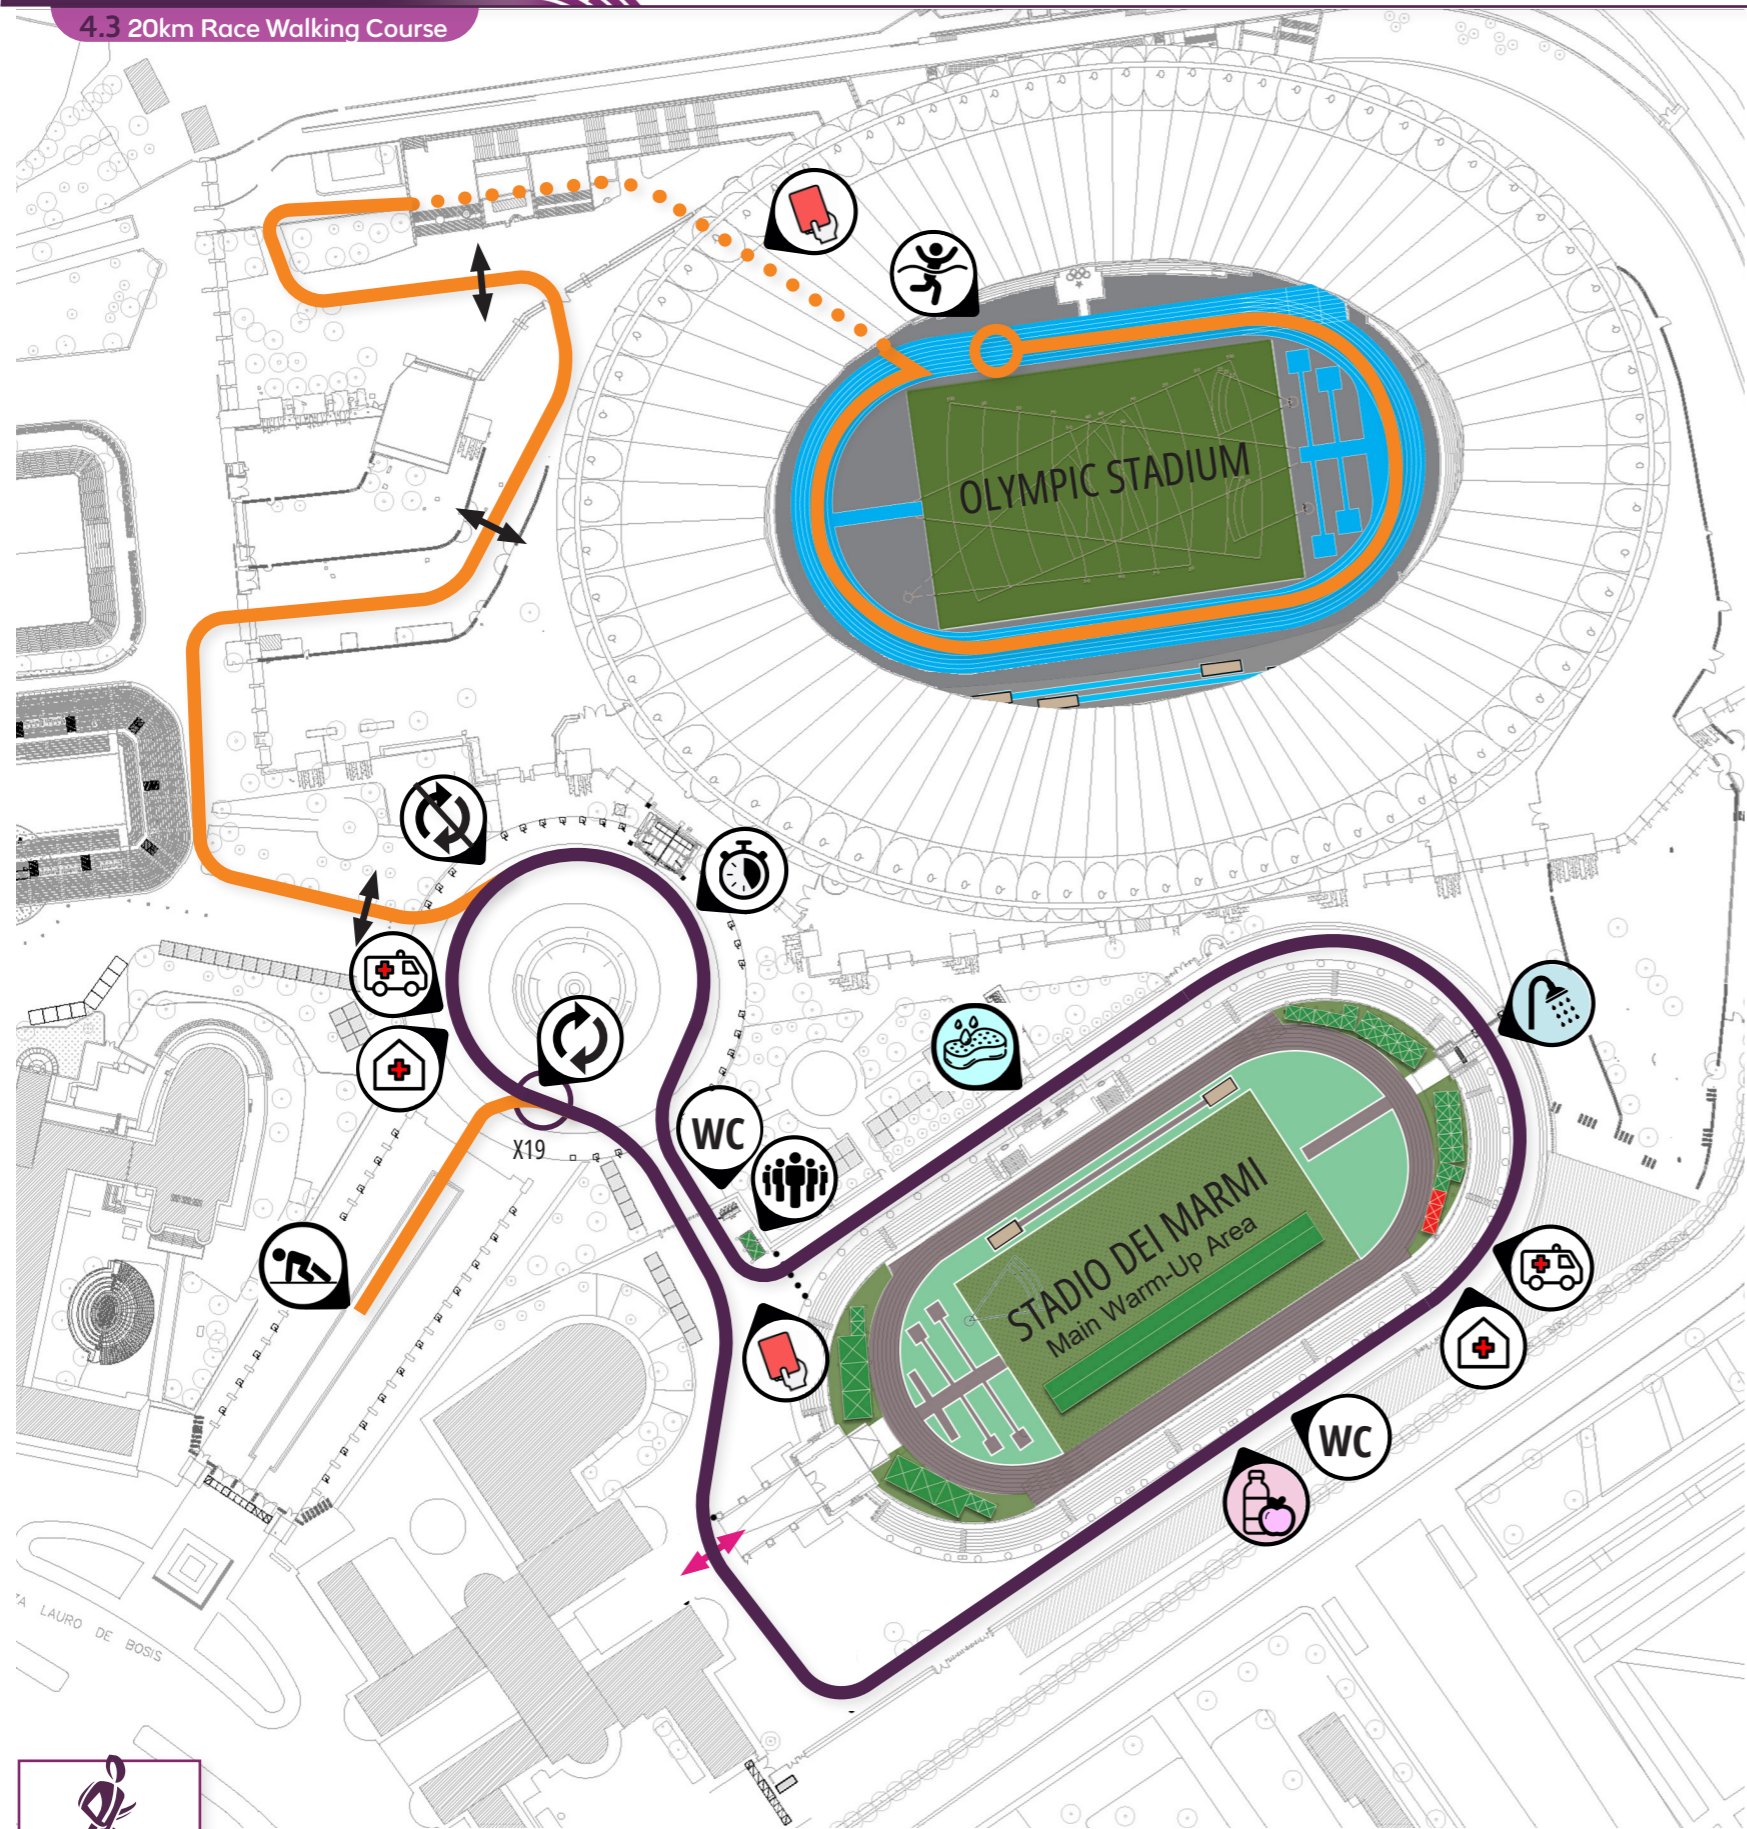 4.3 20km Race Walking Course
OLYMPIC STADIUM
X19
WC
STADIO DEI MARMI
Main Warm-Up Area
WC
LAURO DE BOSIS